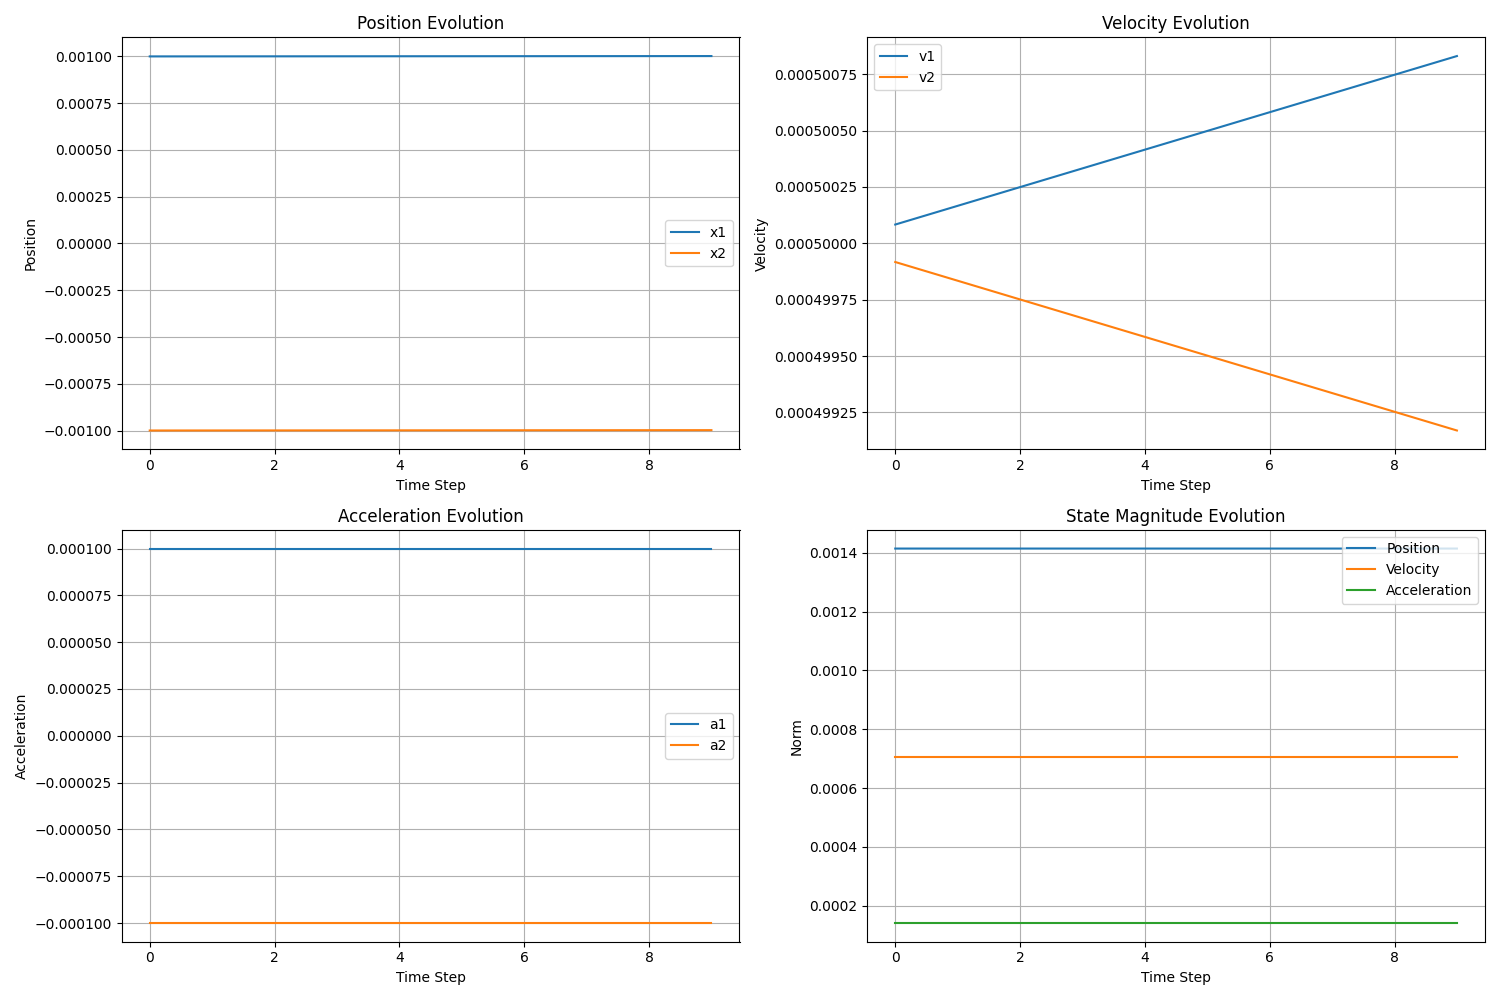 Position Evolution
0.00100
0.00075
0.00050
0.00025
0.00000
−0.00025
−0.00050
−0.00075
−0.00100
Position
x1
x2
0 2 4 6 8
Time Step
Velocity Evolution
v1
v2
0.00050075
0.00050050
0.00050025
0.00050000
0.00049975
0.00049950
0.00049925
Velocity
0 2 4 6 8
Time Step
Acceleration Evolution
0.000100
0.000075
0.000050
0.000025
0.000000
−0.000025
−0.000050
−0.000075
−0.000100
Acceleration
a1
a2
0 2 4 6 8
Time Step
State Magnitude Evolution
Position
Velocity
Acceleration
0.0014
0.0012
0.0010
0.0008
0.0006
0.0004
0.0002
Norm
0 2 4 6 8
Time Step